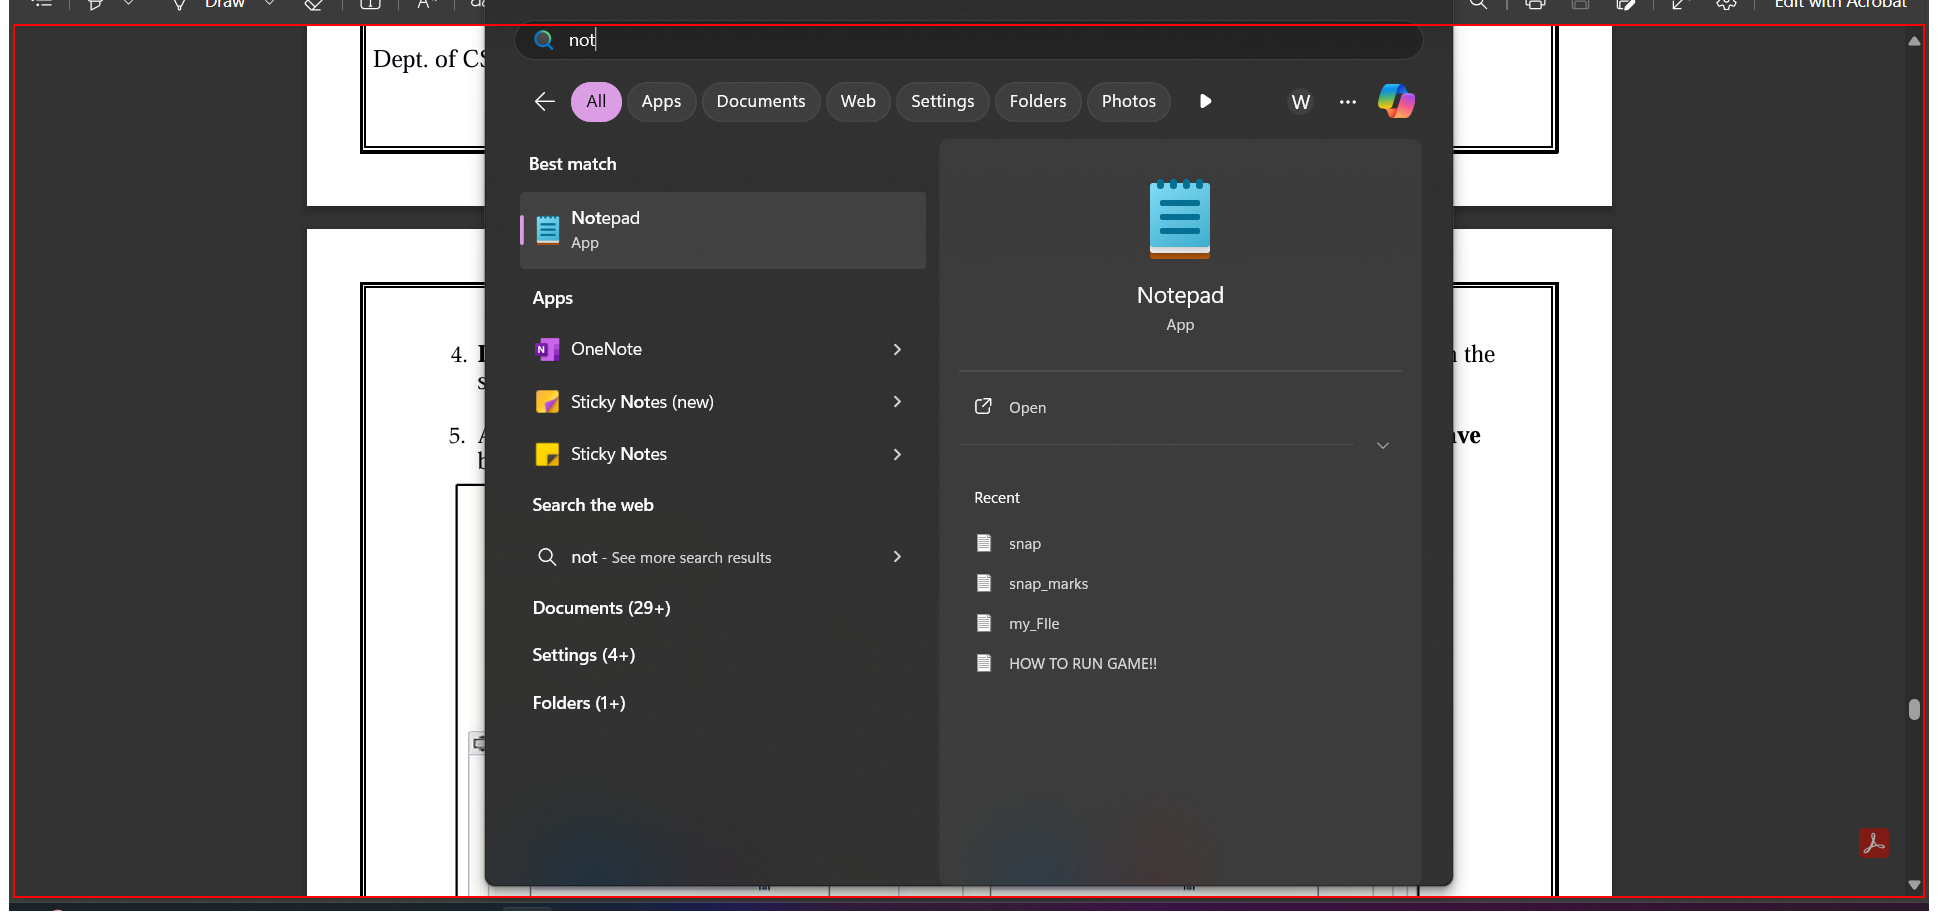 Draw
Edit with Acrobat
not
Dept. of CS
All Apps Documents Web Settings Folders Photos W
Best match
Notepad
App
Apps
OneNote
Sticky Notes (new)
Sticky Notes
Search the web
not - See more search results
Documents (29+)
Settings (4+)
Folders (1+)
Notepad
App
Open
Recent
snap
snap_marks
my_FIle
HOW TO RUN GAME!!
4.
the
5.